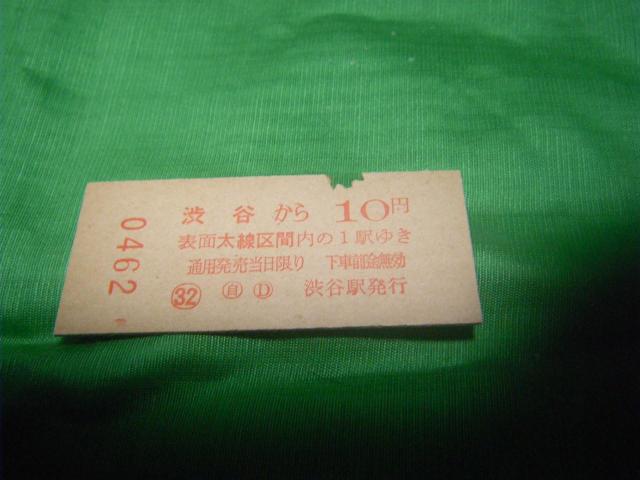 渋谷から 10円
表面太線区間内の1駅ゆき
通用発売当日限り 下車前途無効
㉜ 自 D 渋谷駅発行
0462